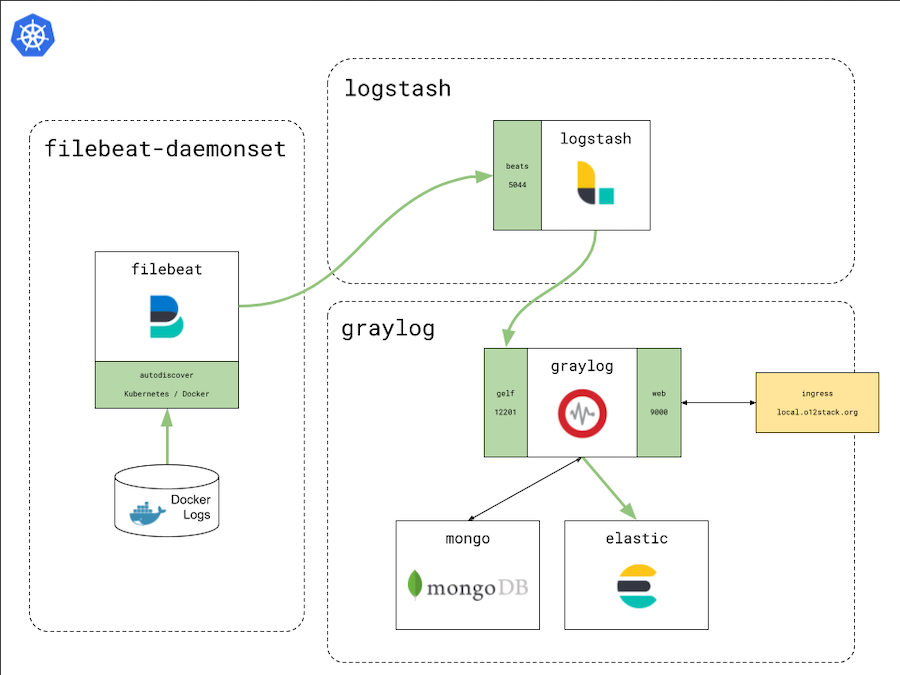 logstash
filebeat-daemonset
logstash
beats
5044
filebeat
autodiscover
Kubernetes / Docker
Docker
Logs
graylog
graylog
gelf
12201
web
9000
ingress
local.o12stack.org
mongo
mongoDB
elastic